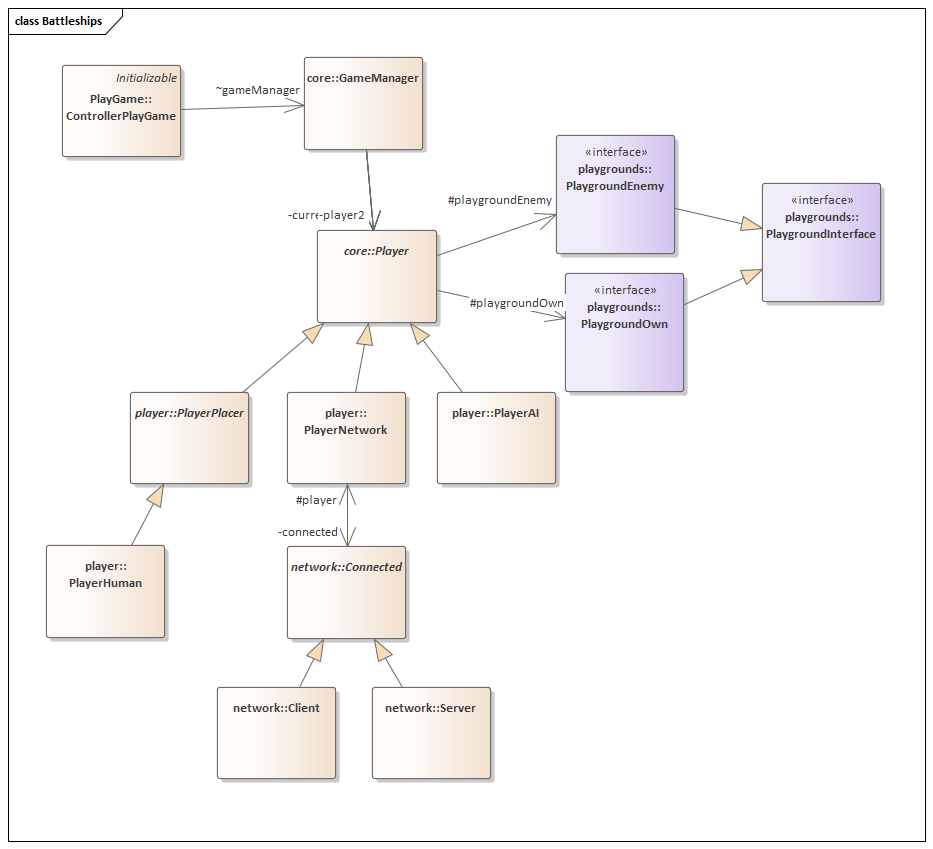 class Battleships
Initializable
PlayGame::
ControllerPlayGame
~gameManager
core::GameManager
-player2
core::Player
#playgroundEnemy
«interface»
playgrounds::
PlaygroundEnemy
«interface»
playgrounds::
PlaygroundInterface
#playgroundOwn
«interface»
playgrounds::
PlaygroundOwn
player::PlayerPlacer
player::
PlayerNetwork
player::PlayerAI
#player
-connected
player::
PlayerHuman
network::Connected
network::Client
network::Server